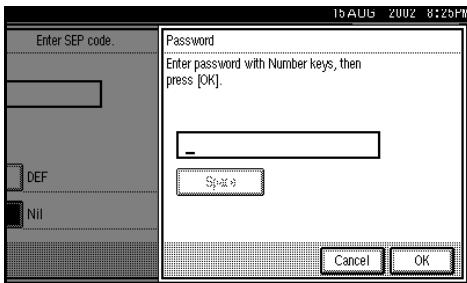 15 AUG 2002 8:25PM
Enter SEP code.
DEF
Nil
Password
Enter password with Number keys, then
press [OK].
Space
Cancel
OK